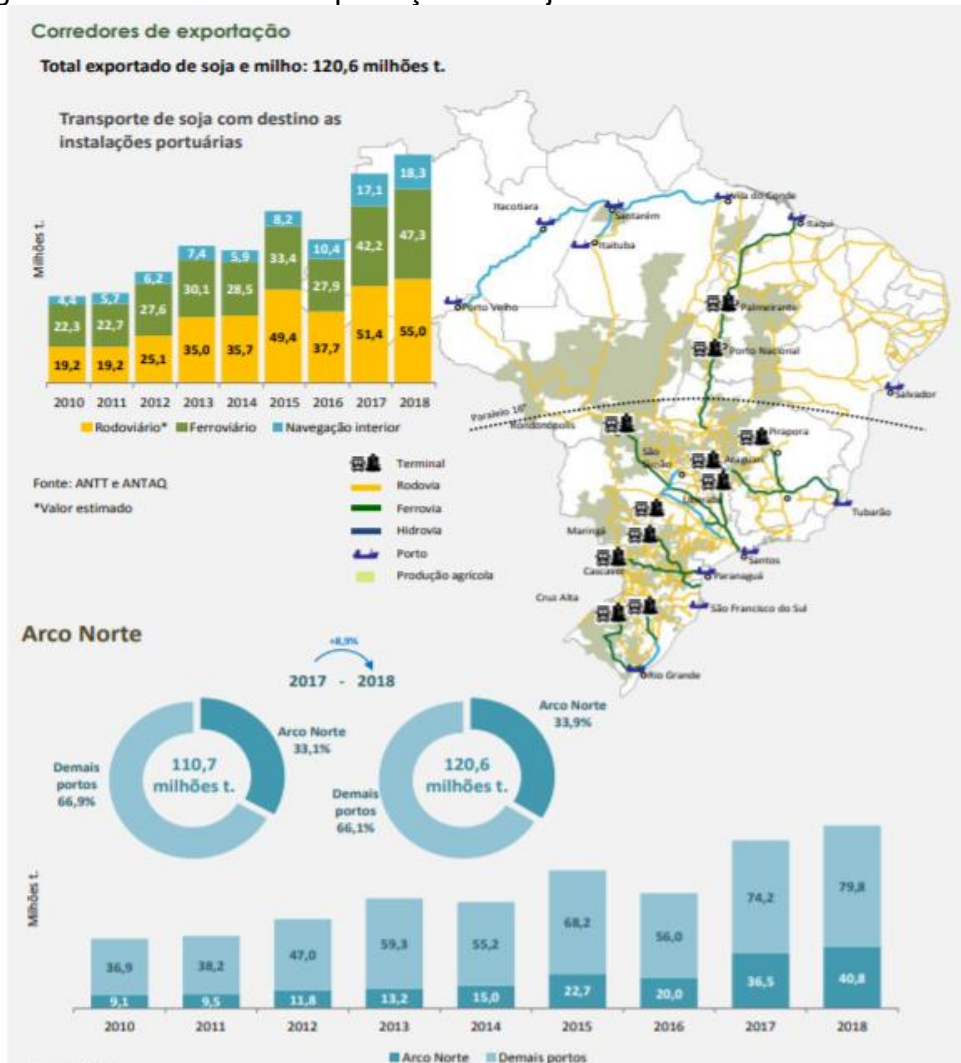 Corredores de exportação
Total exportado de soja e milho: 120,6 milhões t.
Transporte de soja com destino as
instalações portuárias
Milhões t.
4,4 5,7 6,2 7,4 5,9 8,2 10,4 17,1 18,3
22,3 22,7 27,6 30,1 28,5 33,4 27,9 42,2 47,3
19,2 19,2 25,1 35,0 35,7 49,4 37,7 51,4 55,0
2010 2011 2012 2013 2014 2015 2016 2017 2018
Rodoviário* Ferroviário Navegação interior
Fonte: ANTT e ANTAQ
*Valor estimado
Terminal
Rodovia
Ferrovia
Hidrovia
Porto
Produção agrícola
Itacotiara
Santarém
Vila do Conde
Itaqui
Itaituba
Porto Velho
Palmeirante
Porto Nacional
Salvador
Paralelo 16°
Rondonópolis
Pirapora
São
Simão
Araguari
Uberaba
Tubarão
Maringá
Santos
Cascavel
Paranaguá
Cruz Alta
São Francisco do Sul
Rio Grande
Arco Norte
+8,9%
2017 - 2018
Arco Norte
33,1%
110,7
milhões t.
Demais
portos
66,9%
Arco Norte
33,9%
120,6
milhões t.
Demais
portos
66,1%
Milhões t.
36,9 38,2 47,0 59,3 55,2 68,2 56,0 74,2 79,8
9,1 9,5 11,8 13,2 15,0 22,7 20,0 36,5 40,8
2010 2011 2012 2013 2014 2015 2016 2017 2018
Arco Norte Demais portos